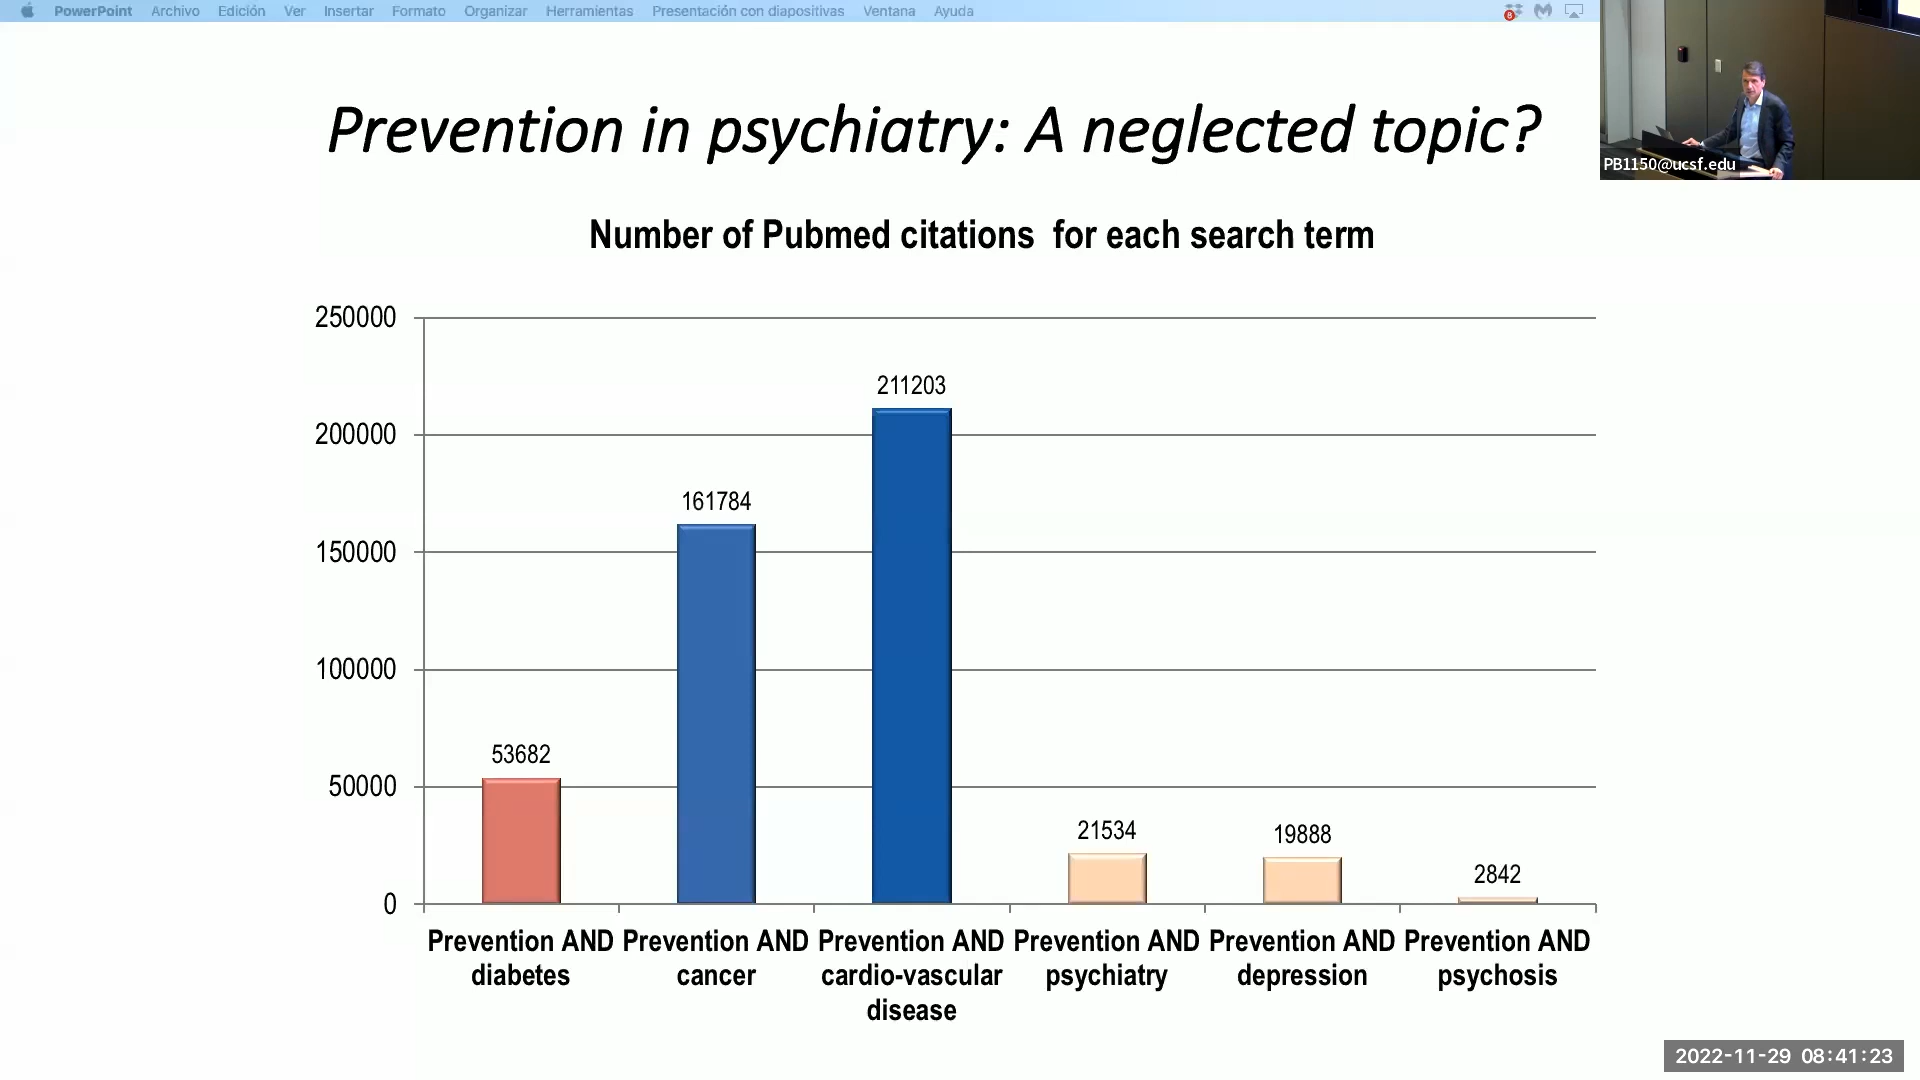 PowerPoint Archivo Edición Ver Insertar Formato Organizar Herramientas Presentación con diapositivas Ventana Ayuda
8
PB1150@ucsf.edu
Prevention in psychiatry: A neglected topic?
Number of Pubmed citations for each search term
250000
200000
150000
100000
50000
0
53682
161784
211203
21534
19888
2842
Prevention AND
diabetes
Prevention AND
cancer
Prevention AND
cardio-vascular
disease
Prevention AND
psychiatry
Prevention AND
depression
Prevention AND
psychosis
2022-11-29 08:41:23